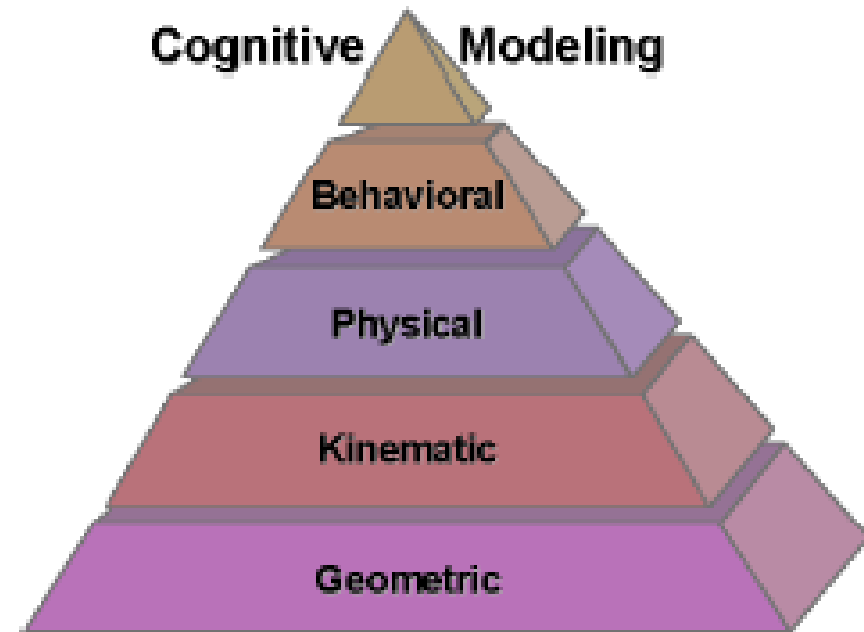 Cognitive Modeling
Behavioral
Physical
Kinematic
Geometric